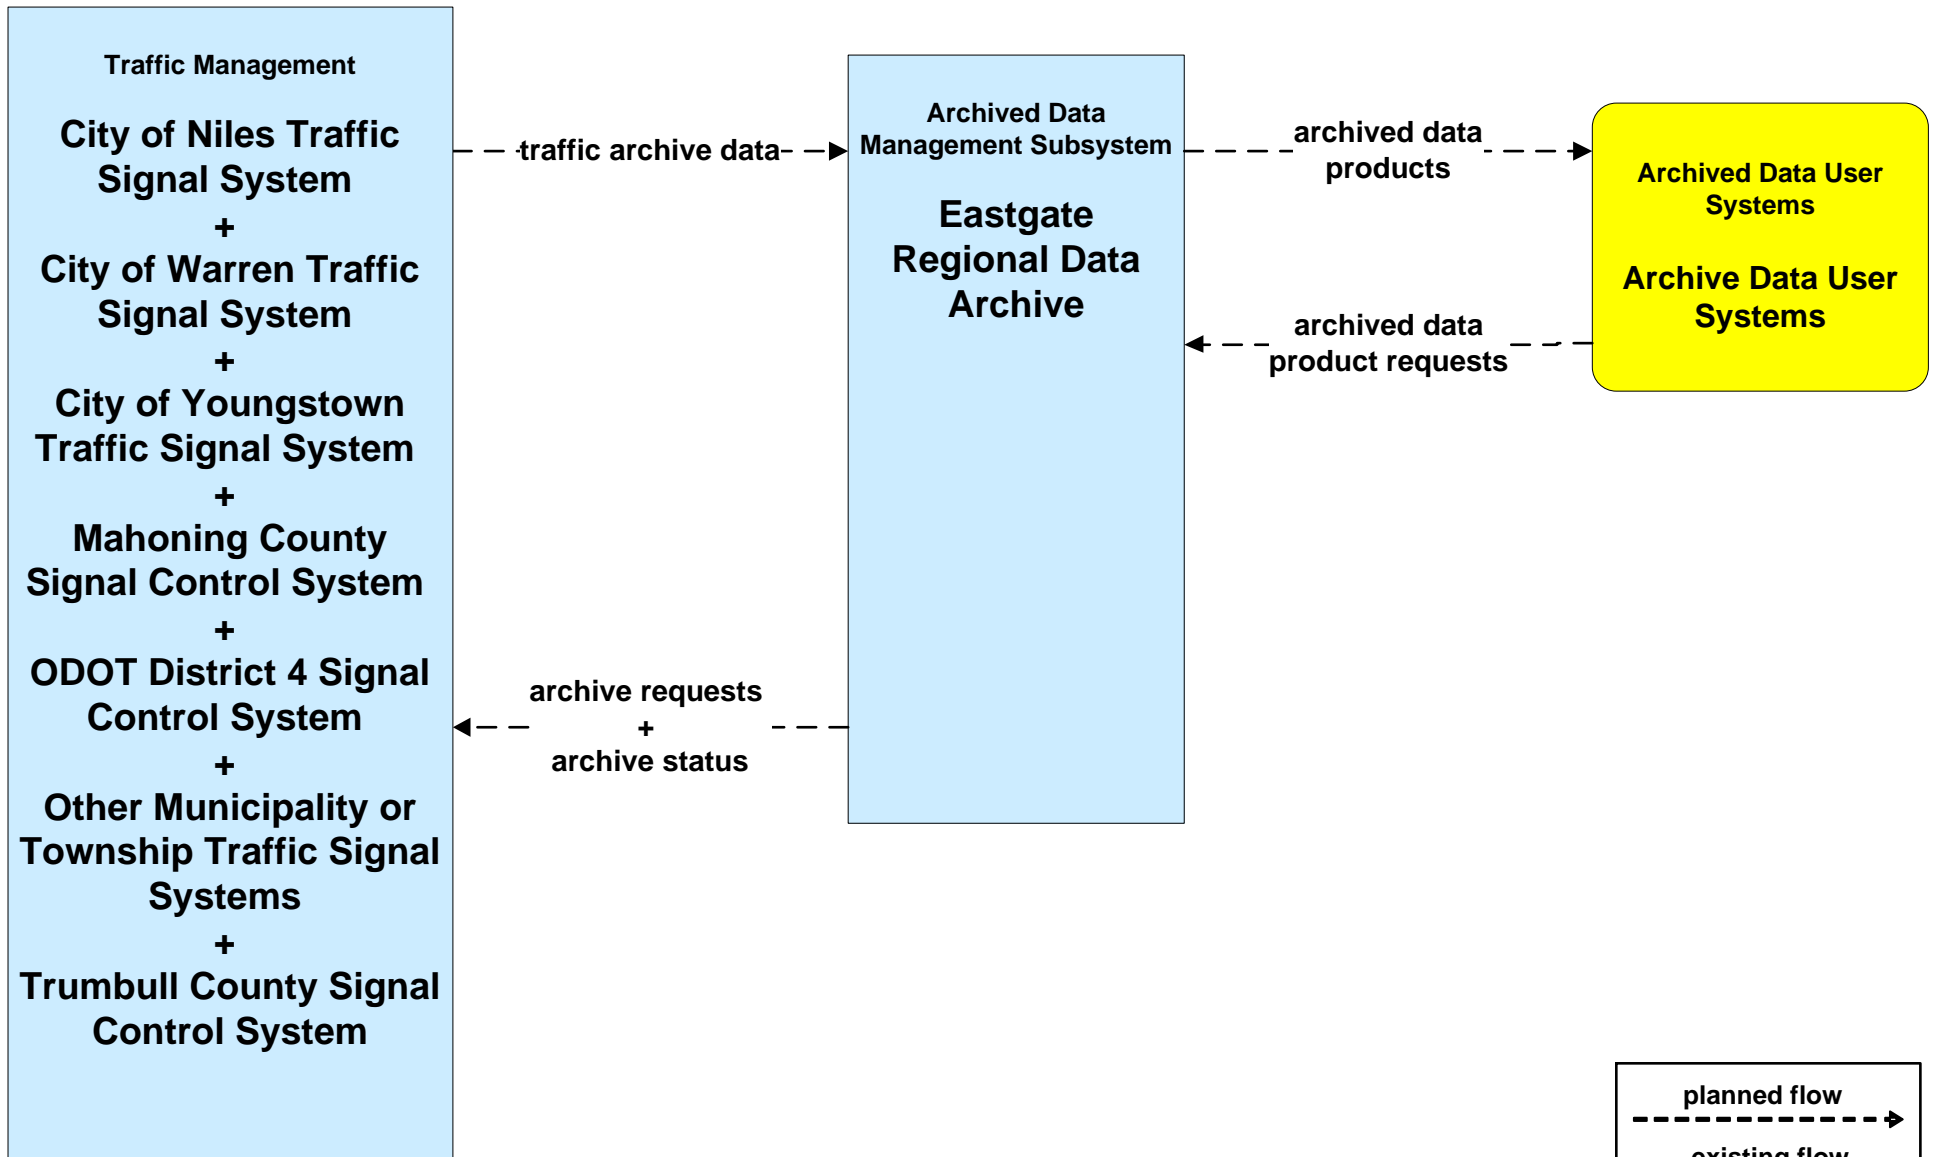 Traffic Management
City of Niles Traffic
Signal System
+
City of Warren Traffic
Signal System
+
City of Youngstown
Traffic Signal System
+
Mahoning County
Signal Control System
+
ODOT District 4 Signal
Control System
+
Other Municipality or
Township Traffic Signal
Systems
+
Trumbull County Signal
Control System
traffic archive data
archive requests
+
archive status
Archived Data
Management Subsystem
Eastgate
Regional Data
Archive
archived data
products
archived data
product requests
Archived Data User
Systems
Archive Data User
Systems
planned flow
existing flow